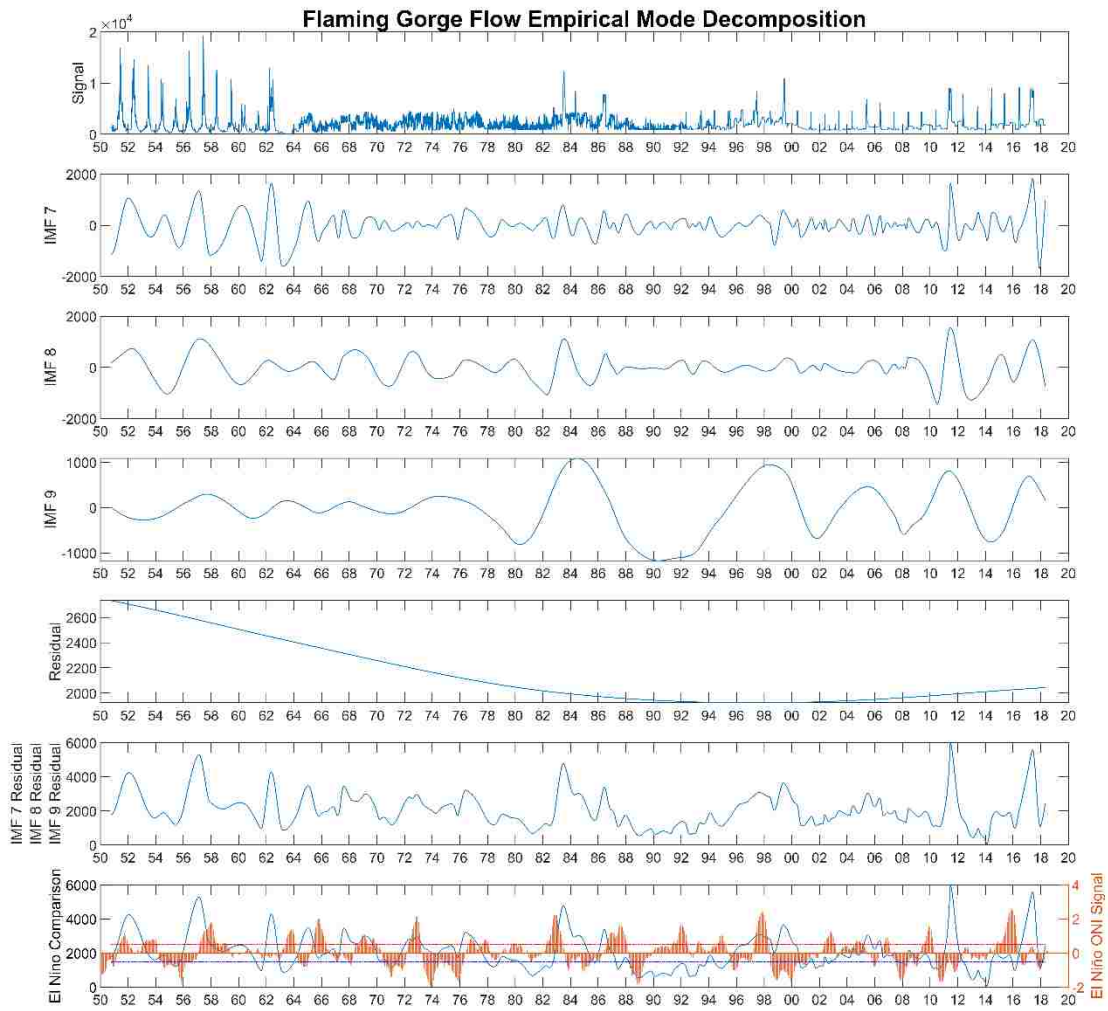 Flaming Gorge Flow Empirical Mode Decomposition
×10⁴
Signal
2
1
0
50 52 54 56 58 60 62 64 66 68 70 72 74 76 78 80 82 84 86 88 90 92 94 96 98 00 02 04 06 08 10 12 14 16 18 20
IMF 7
2000
0
-2000
50 52 54 56 58 60 62 64 66 68 70 72 74 76 78 80 82 84 86 88 90 92 94 96 98 00 02 04 06 08 10 12 14 16 18 20
IMF 8
2000
0
-2000
50 52 54 56 58 60 62 64 66 68 70 72 74 76 78 80 82 84 86 88 90 92 94 96 98 00 02 04 06 08 10 12 14 16 18 20
IMF 9
1000
0
-1000
50 52 54 56 58 60 62 64 66 68 70 72 74 76 78 80 82 84 86 88 90 92 94 96 98 00 02 04 06 08 10 12 14 16 18 20
Residual
2600
2400
2200
2000
50 52 54 56 58 60 62 64 66 68 70 72 74 76 78 80 82 84 86 88 90 92 94 96 98 00 02 04 06 08 10 12 14 16 18 20
IMF 7 Residual
IMF 8 Residual
IMF 9 Residual
6000
4000
2000
0
50 52 54 56 58 60 62 64 66 68 70 72 74 76 78 80 82 84 86 88 90 92 94 96 98 00 02 04 06 08 10 12 14 16 18 20
El Nino Comparison
6000
4000
2000
0
50 52 54 56 58 60 62 64 66 68 70 72 74 76 78 80 82 84 86 88 90 92 94 96 98 00 02 04 06 08 10 12 14 16 18 20
4
2
0
-2
El Nino ONI Signal